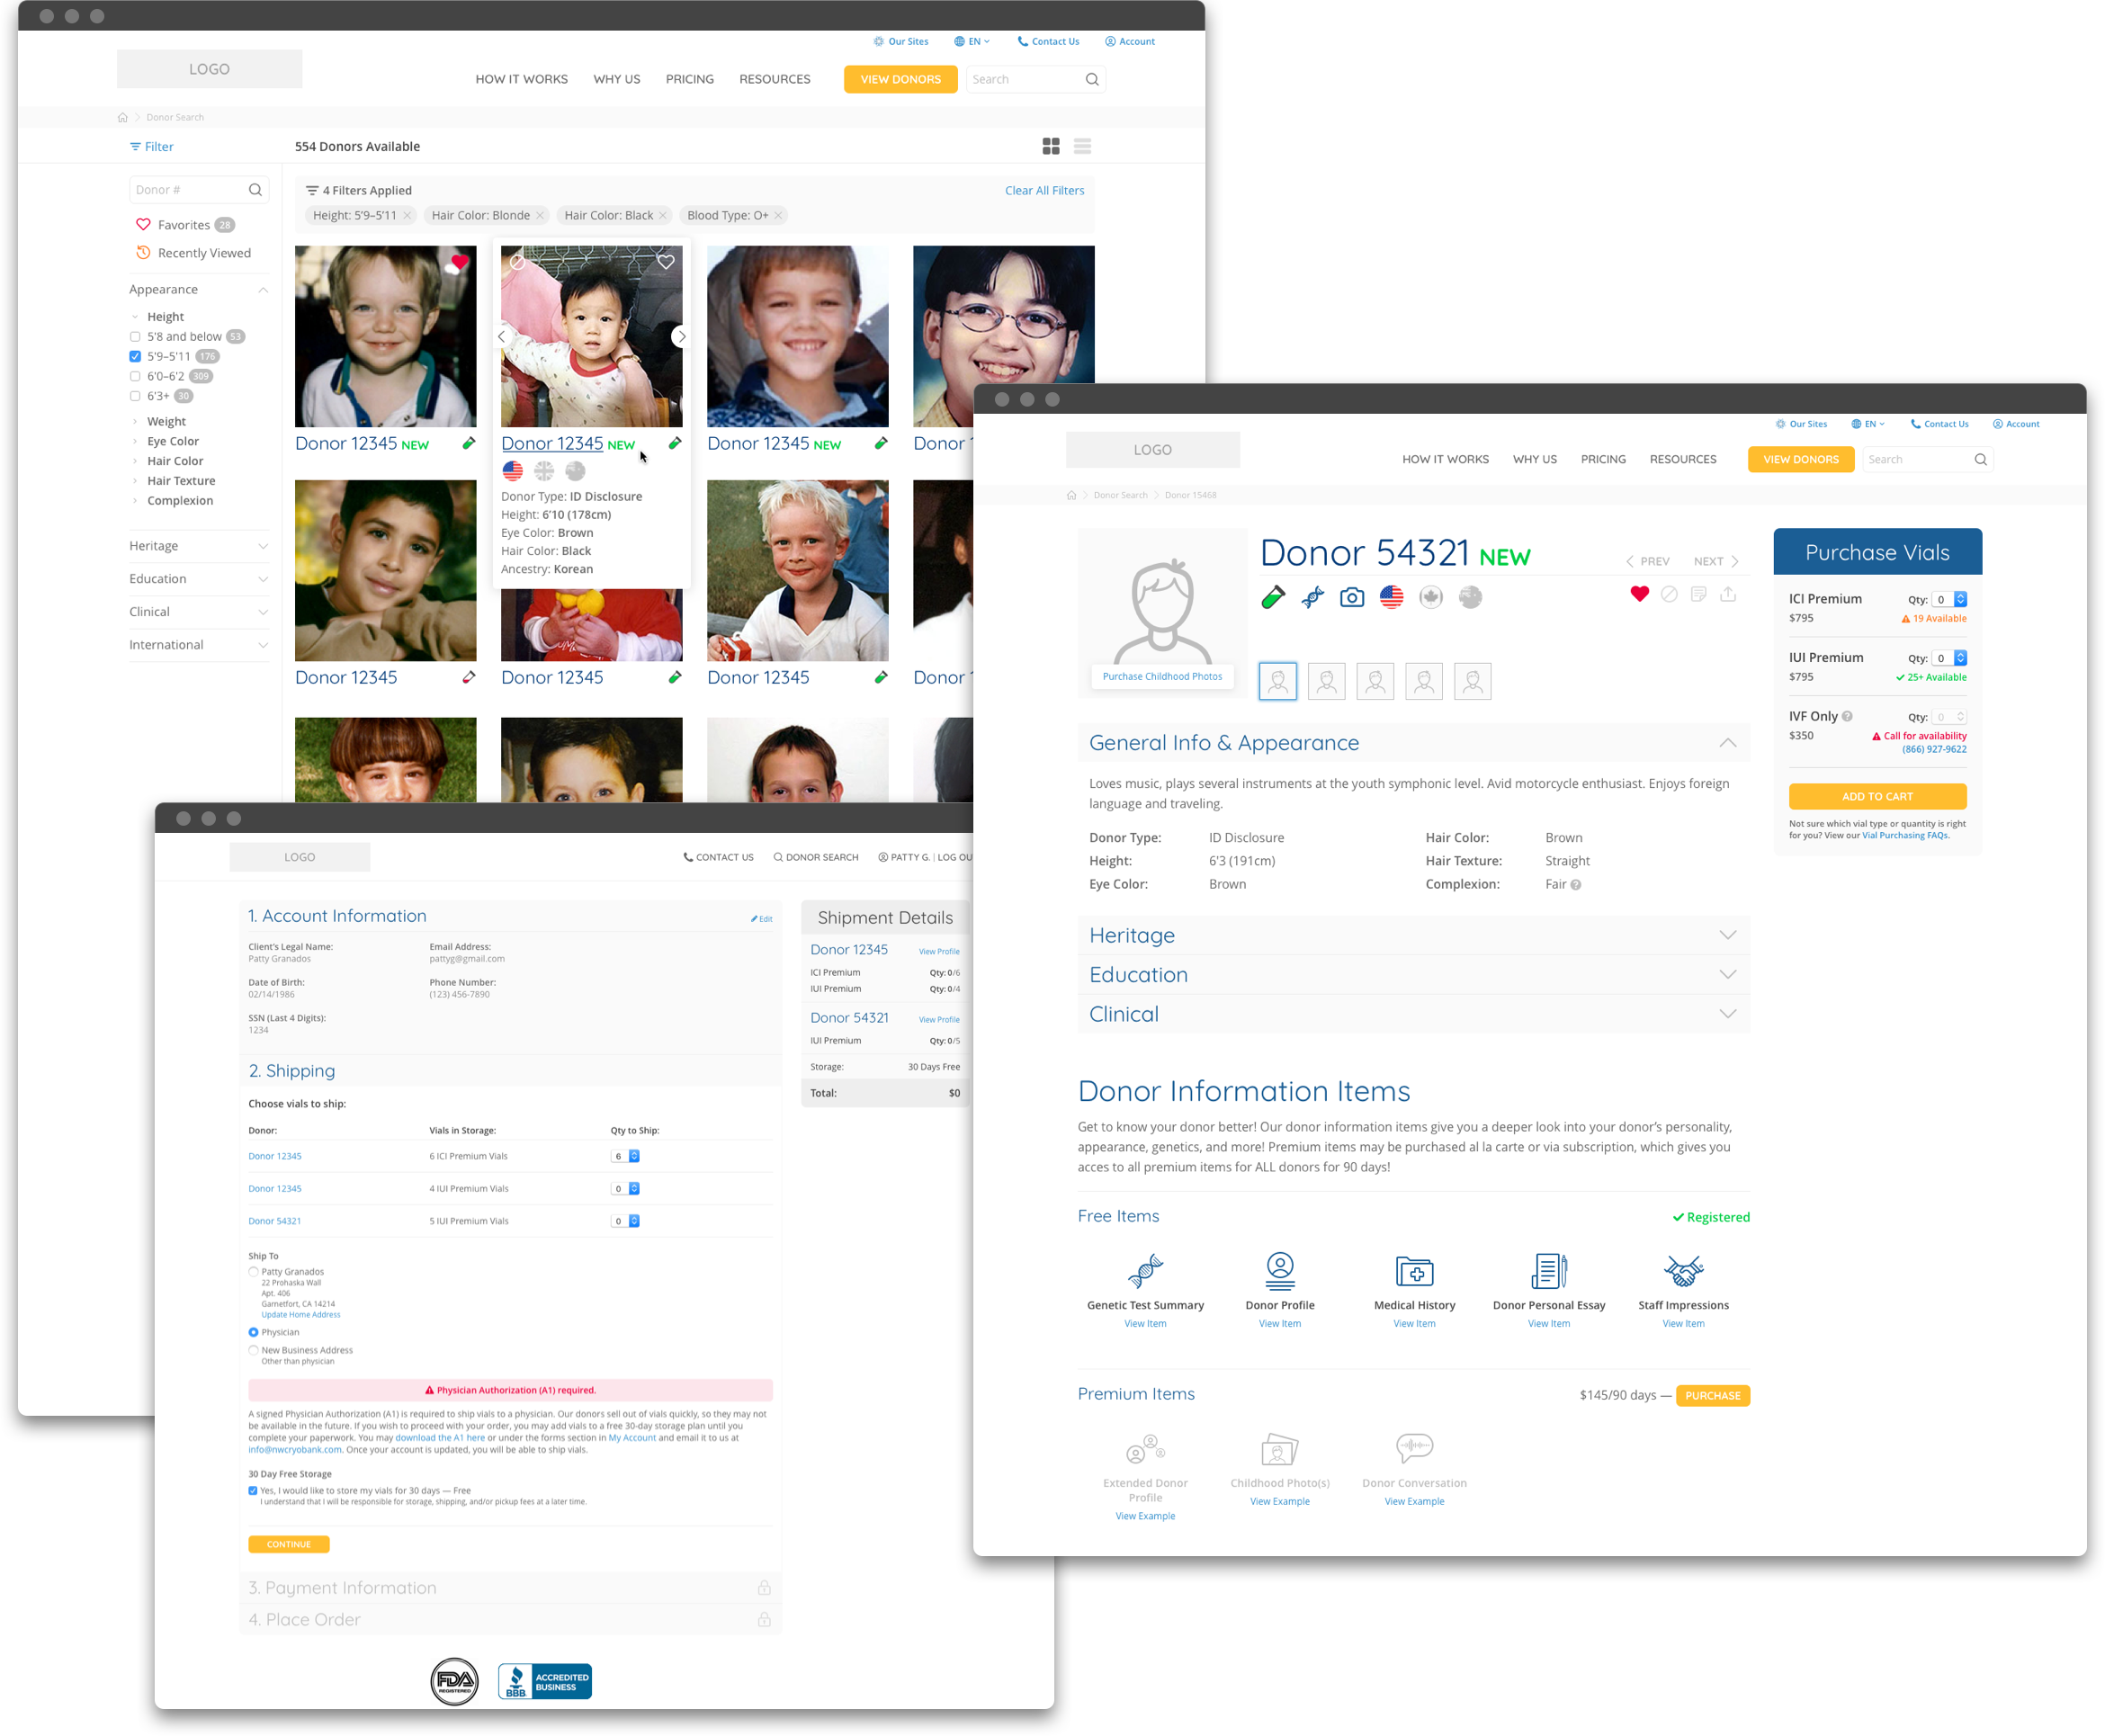 Our Sites
EN
Contact Us
Account
LOGO
HOW IT WORKS
WHY US
PRICING
RESOURCES
VIEW DONORS
Search
Donor Search
Filter
554 Donors Available
Donor #
Favorites 28
Recently Viewed
Appearance
Height
5'8 and below 53
5'9–5'11 176
6'0–6'2 309
6'3+ 30
Weight
Eye Color
Hair Color
Hair Texture
Complexion
Heritage
Education
Clinical
International
4 Filters Applied
Clear All Filters
Height: 5'9–5'11
Hair Color: Blonde
Hair Color: Black
Blood Type: O+
Donor 12345 NEW
Donor 12345 NEW
Donor 12345 NEW
Donor 1
Donor Type: ID Disclosure
Height: 6'10 (178cm)
Eye Color: Brown
Hair Color: Black
Ancestry: Korean
Donor 12345
Donor 12345
Donor 12345
Donor 1
LOGO
CONTACT US
DONOR SEARCH
PATTY G. | LOG OU
1. Account Information
Edit
Client's Legal Name:
Patty Granados
Email Address:
pattyg@gmail.com
Date of Birth:
02/14/1986
Phone Number:
(123) 456-7890
SSN (Last 4 Digits):
1234
2. Shipping
Choose vials to ship:
Donor: Vials in Storage: Qty to Ship:
Donor 12345 6 ICI Premium Vials 6
Donor 12345 4 IUI Premium Vials 0
Donor 54321 5 IUI Premium Vials 0
Ship To
Patty Granados
22 Prohaska Wall
Apt. 406
Garnetfort, CA 14214
Update Home Address
Physician
New Business Address
Other than physician
Physician Authorization (A1) required.
A signed Physician Authorization (A1) is required to ship vials to a physician. Our donors sell out of vials quickly, so they may not
be available in the future. If you wish to proceed with your order, you may add vials to a free 30-day storage plan until you
complete your paperwork. You may download the A1 here or under the forms section in My Account and email it to us at
info@nwcryobank.com. Once your account is updated, you will be able to ship vials.
30 Day Free Storage
Yes, I would like to store my vials for 30 days — Free
I understand that I will be responsible for storage, shipping, and/or pickup fees at a later time.
CONTINUE
3. Payment Information
4. Place Order
FDA
REGISTERED
BBB
ACCREDITED
BUSINESS
Shipment Details
Donor 12345 View Profile
ICI Premium Qty: 0/6
IUI Premium Qty: 0/4
Donor 54321 View Profile
IUI Premium Qty: 0/5
Storage: 30 Days Free
Total: $0
Our Sites
EN
Contact Us
Account
LOGO
HOW IT WORKS
WHY US
PRICING
RESOURCES
VIEW DONORS
Search
Donor Search
Donor 15468
Purchase Childhood Photos
Donor 54321 NEW
PREV
NEXT
General Info & Appearance
Loves music, plays several instruments at the youth symphonic level. Avid motorcycle enthusiast. Enjoys foreign
language and traveling.
Donor Type: ID Disclosure Hair Color: Brown
Height: 6'3 (191cm) Hair Texture: Straight
Eye Color: Brown Complexion: Fair ?
Heritage
Education
Clinical
Purchase Vials
ICI Premium Qty: 0
$795 19 Available
IUI Premium Qty: 0
$795 25+ Available
IVF Only ? Qty: 0
$350 Call for availability
(866) 927-9622
ADD TO CART
Not sure which vial type or quantity is right
for you? View our Vial Purchasing FAQs.
Donor Information Items
Get to know your donor better! Our donor information items give you a deeper look into your donor's personality,
appearance, genetics, and more! Premium items may be purchased al la carte or via subscription, which gives you
acces to all premium items for ALL donors for 90 days!
Free Items
Registered
Genetic Test Summary
View Item
Donor Profile
View Item
Medical History
View Item
Donor Personal Essay
View Item
Staff Impressions
View Item
Premium Items
$145/90 days —
PURCHASE
Extended Donor
Profile
View Example
Childhood Photo(s)
View Example
Donor Conversation
View Example